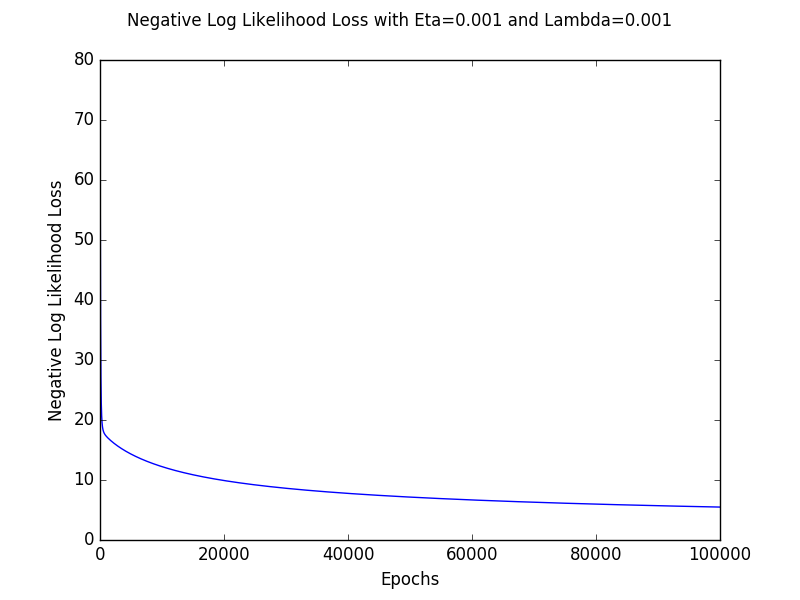 Negative Log Likelihood Loss with Eta=0.001 and Lambda=0.001
80
70
60
50
40
30
20
10
0
Negative Log Likelihood Loss
0 20000 40000 60000 80000 100000
Epochs